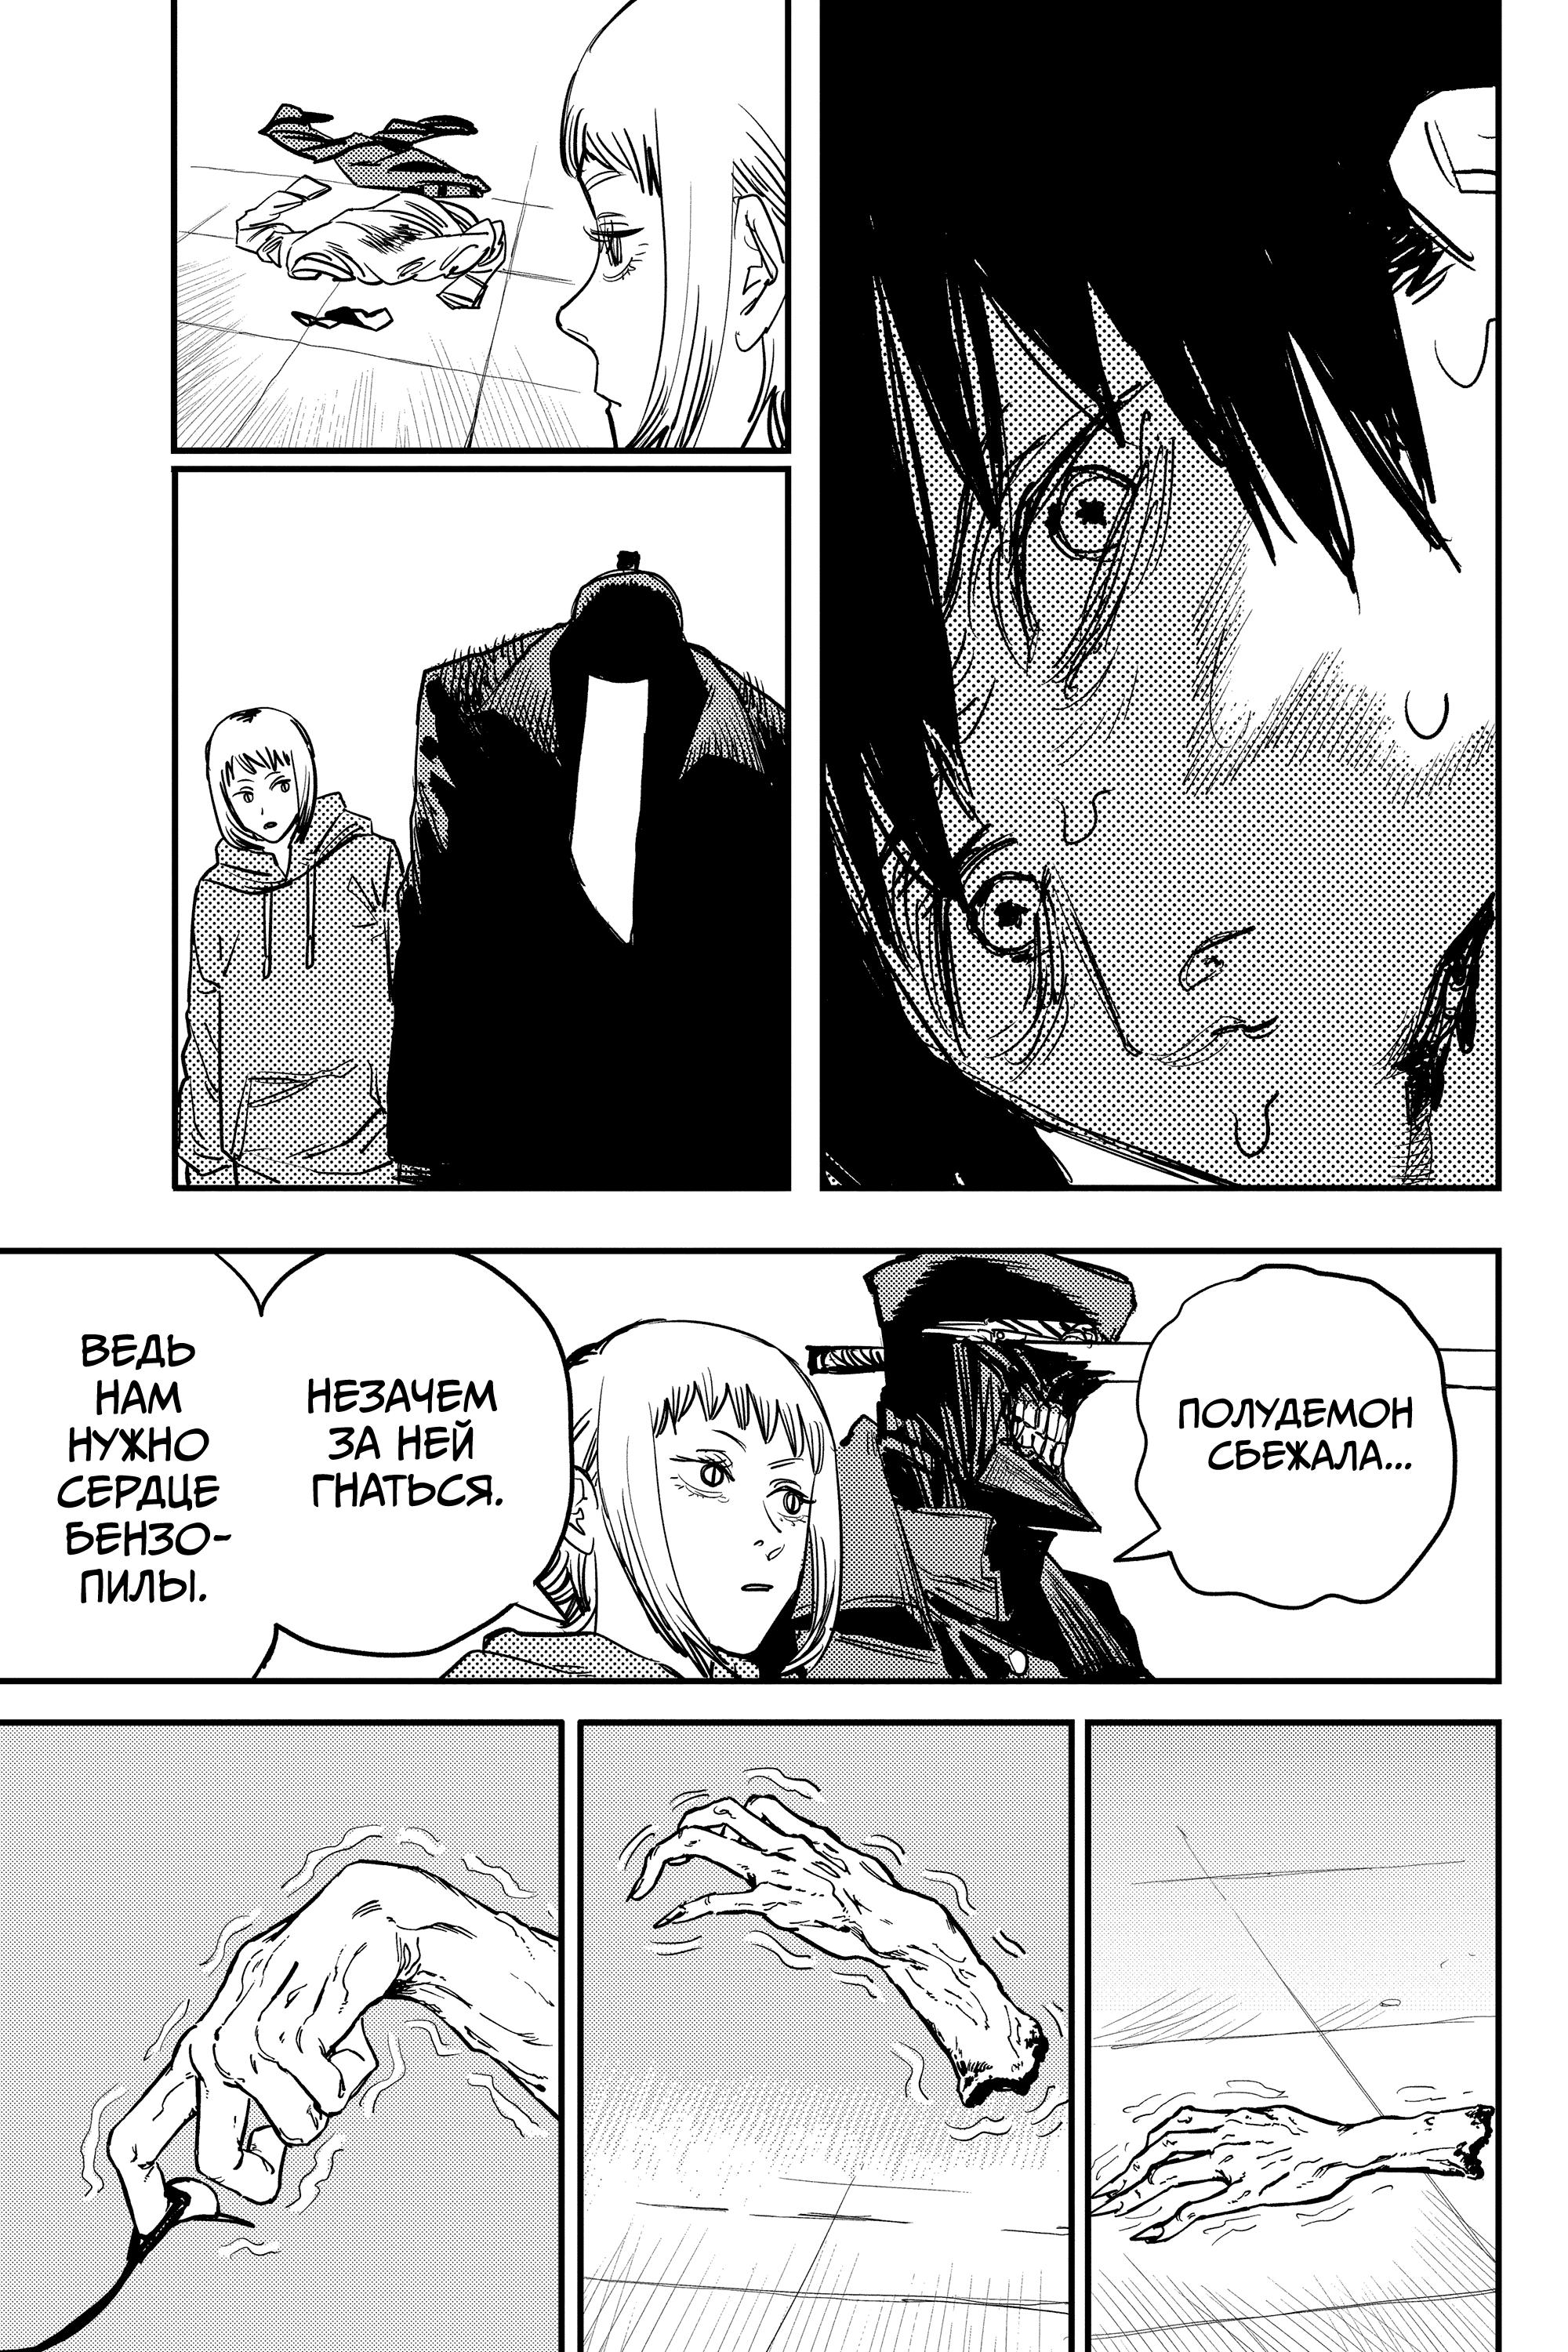 ПОЛУДЕМОН
СБЕЖАЛА...
НЕЗАЧЕМ
ЗА НЕЙ
ГНАТЬСЯ.
ВЕДЬ
НАМ
НУЖНО
СЕРДЦЕ
БЕНЗО-
ПИЛЫ.